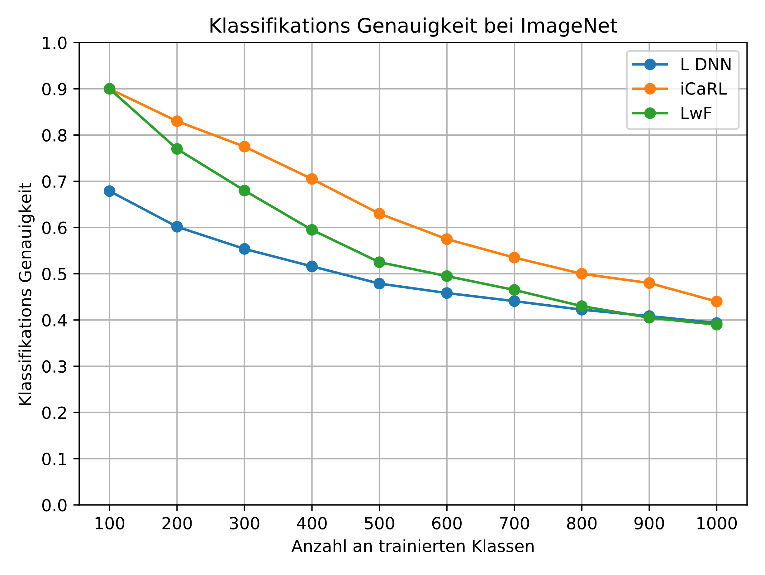 Klassifikations Genauigkeit bei ImageNet
L DNN
iCaRL
LwF
Klassifikations Genauigkeit
1.0
0.9
0.8
0.7
0.6
0.5
0.4
0.3
0.2
0.1
0.0
100 200 300 400 500 600 700 800 900 1000
Anzahl an trainierten Klassen